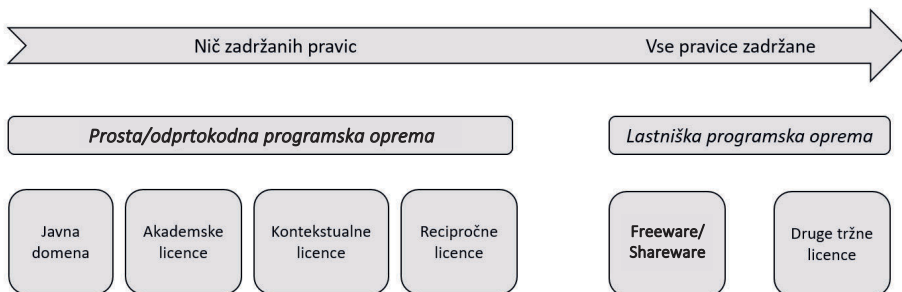 Nič zadržanih pravic
Vse pravice zadržane
Prosta/odprtokodna programska oprema
Lastniška programska oprema
Javna
domena
Akademske
licence
Kontekstualne
licence
Recipročne
licence
Freeware/
Shareware
Druge tržne
licence